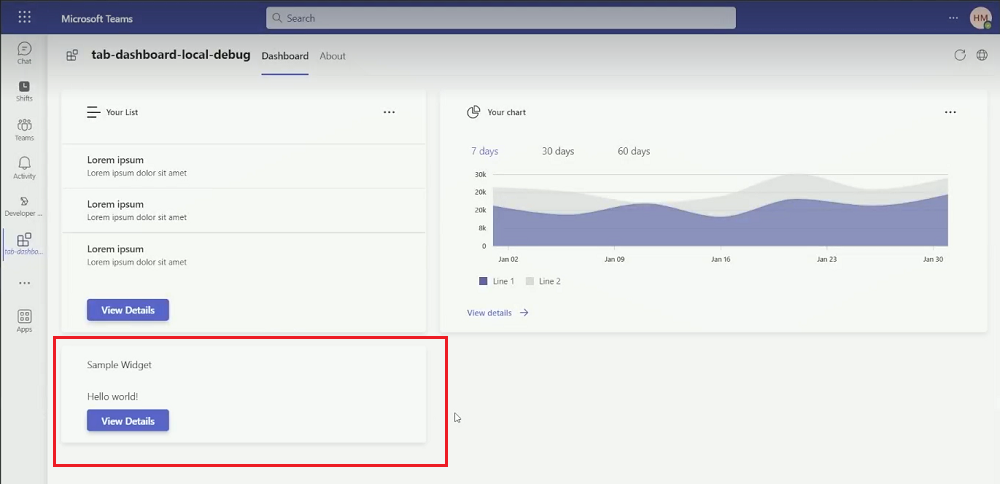 Microsoft Teams
Search
...
HM
Chat
Shifts
Teams
Activity
Developer ...
tab-dashbo...
...
Apps
tab-dashboard-local-debug
Dashboard
About
Your List
...
Lorem ipsum
Lorem ipsum dolor sit amet
Lorem ipsum
Lorem ipsum dolor sit amet
Lorem ipsum
Lorem ipsum dolor sit amet
View Details
Your chart
...
7 days
30 days
60 days
30k
20k
20k
8k
0
Jan 02
Jan 09
Jan 16
Jan 23
Jan 30
Line 1
Line 2
View details
Sample Widget
Hello world!
View Details